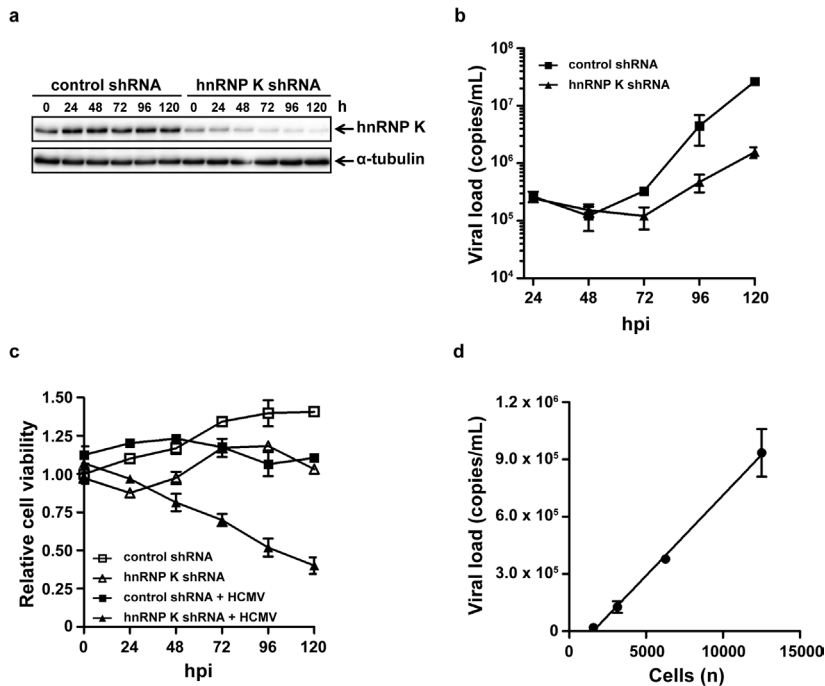 a
control shRNA hnRNP K shRNA
0 24 48 72 96 120 0 24 48 72 96 120 h
hnRNP K
α-tubulin
b
Viral load (copies/mL)
10⁸
10⁷
10⁶
10⁵
10⁴
control shRNA
hnRNP K shRNA
24 48 72 96 120
hpi
c
Relative cell viability
1.50
1.25
1.00
0.75
0.50
0.25
0
control shRNA
hnRNP K shRNA
control shRNA + HCMV
hnRNP K shRNA + HCMV
0 24 48 72 96 120
hpi
d
Viral load (copies/mL)
1.2 x 10⁶
9.0 x 10⁵
6.0 x 10⁵
3.0 x 10⁵
0
0 5000 10000 15000
Cells (n)